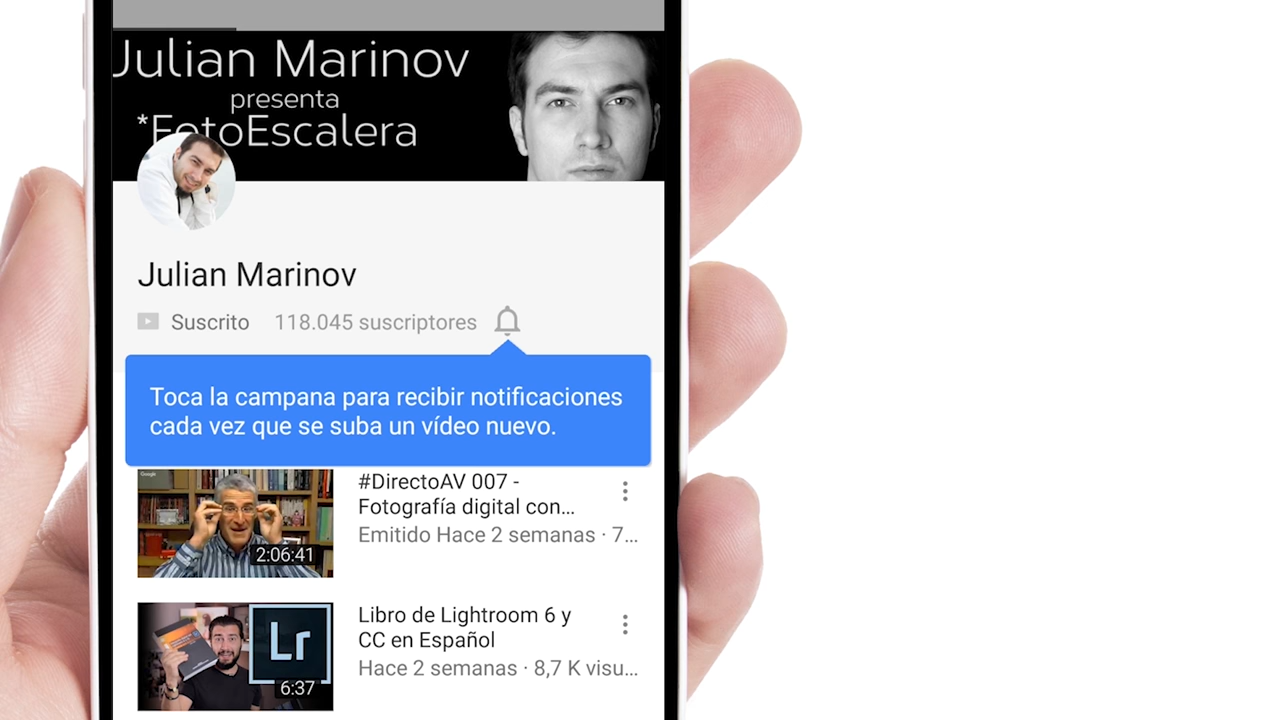 Julian Marinov
presenta
*FotoEscalera
Julian Marinov
Suscrito 118.045 suscriptores
Toca la campana para recibir notificaciones
cada vez que se suba un vídeo nuevo.
Google
#DirectoAV 007 -
Fotografía digital con...
Emitido Hace 2 semanas · 7...
2:06:41
Libro de Lightroom 6 y
CC en Español
Hace 2 semanas · 8,7 K visu...
Lr
6:37